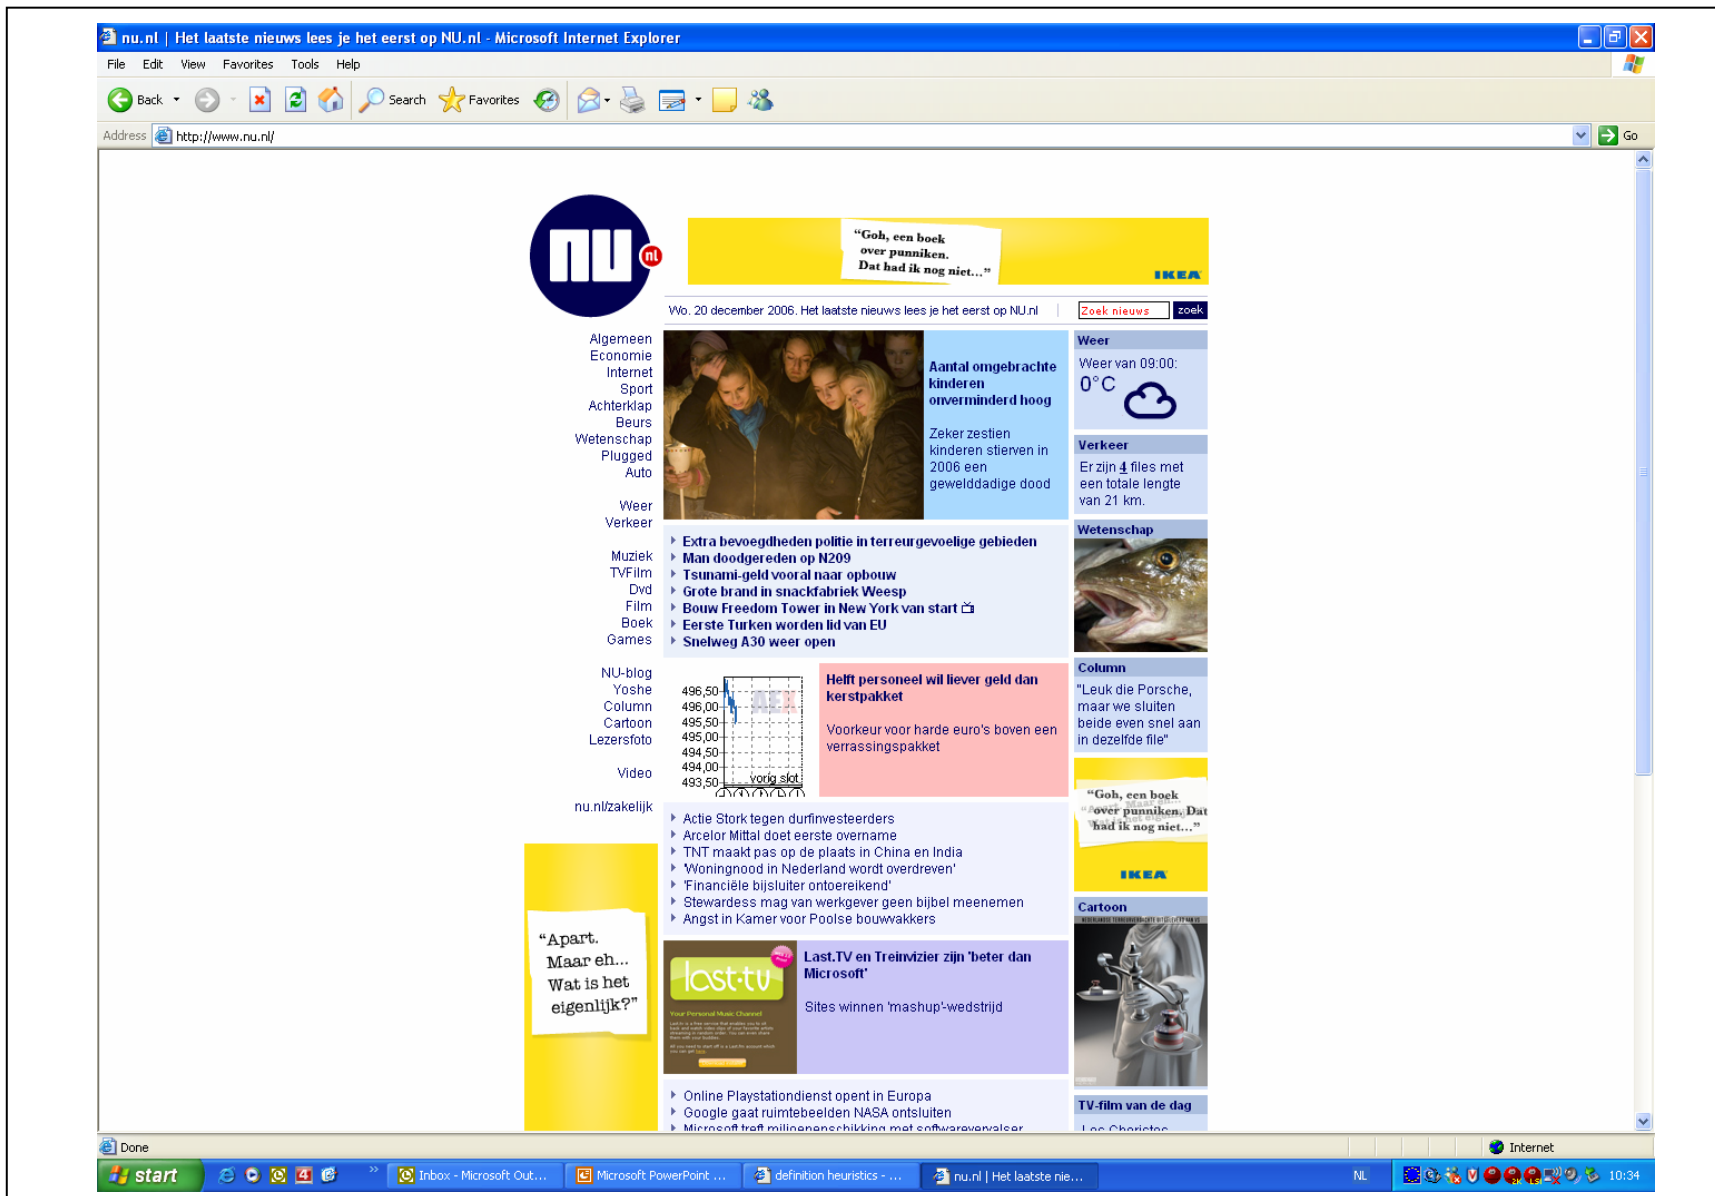 nu.nl | Het laatste nieuws lees je het eerst op NU.nl - Microsoft Internet Explorer
File Edit View Favorites Tools Help
Back Search Favorites
Address http://www.nu.nl/ Go
nu nl
"Goh, een boek
over punniken.
Dat had ik nog niet..."
IKEA
Wo. 20 december 2006. Het laatste nieuws lees je het eerst op NU.nl
Zoek nieuws zoek
Algemeen
Economie
Internet
Sport
Achterklap
Beurs
Wetenschap
Plugged
Auto
Weer
Verkeer
Muziek
TVFilm
Dvd
Film
Boek
Games
NU-blog
Yoshe
Column
Cartoon
Lezersfoto
Video
nu.nl/zakelijk
"Apart.
Maar eh...
Wat is het
eigenlijk?"
Aantal omgebrachte
kinderen
onverminderd hoog
Zeker zestien
kinderen stierven in
2006 een
gewelddadige dood
Extra bevoegdheden politie in terreurgevoelige gebieden
Man doodgereden op N209
Tsunami-geld vooral naar opbouw
Grote brand in snackfabriek Weesp
Bouw Freedom Tower in New York van start
Eerste Turken worden lid van EU
Snelweg A30 weer open
AEX
496,50
496,00
495,50
495,00
494,50
494,00
493,50
vorig slot
Helft personeel wil liever geld dan
kerstpakket
Voorkeur voor harde euro's boven een
verrassingspakket
Actie Stork tegen durfinvesteerders
Arcelor Mittal doet eerste overname
TNT maakt pas op de plaats in China en India
'Woningnood in Nederland wordt overdreven'
'Financiële bijsluiter ontoereikend'
Stewardess mag van werkgever geen bijbel meenemen
Angst in Kamer voor Poolse bouwvakkers
last.tv
Your Personal Music Channel
Last.TV en Treinvizier zijn 'beter dan
Microsoft'
Sites winnen 'mashup'-wedstrijd
Online Playstationdienst opent in Europa
Google gaat ruimtebeelden NASA ontsluiten
Microsoft treft miljoenenschikking met softwarevervalser
Weer
Weer van 09:00:
0°C
Verkeer
Er zijn 4 files met
een totale lengte
van 21 km.
Wetenschap
Column
"Leuk die Porsche,
maar we sluiten
beide even snel aan
in dezelfde file"
"Goh, een boek
over punniken. Dat
had ik nog niet..."
IKEA
Cartoon
TV-film van de dag
Les Choristes
Done Internet
start Inbox - Microsoft Out... Microsoft PowerPoint ... definition heuristics - ... nu.nl | Het laatste nie... NL 10:34